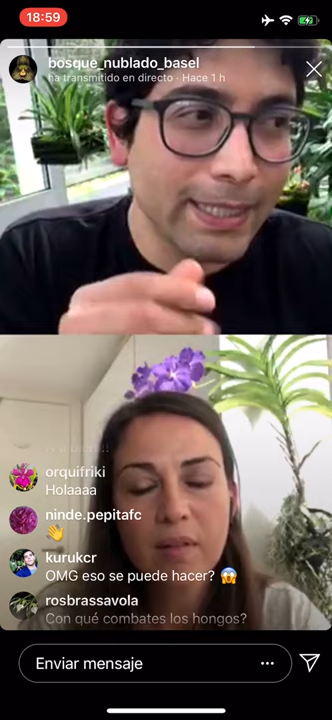 18:59
bosque_nublado_basel
ha transmitido en directo · Hace 1 h
orquifriki
Holaaaa
ninde.pepitafc
👋
kurukcr
OMG eso se puede hacer? 😱
rosbrassavola
Con qué combates los hongos?
Enviar mensaje